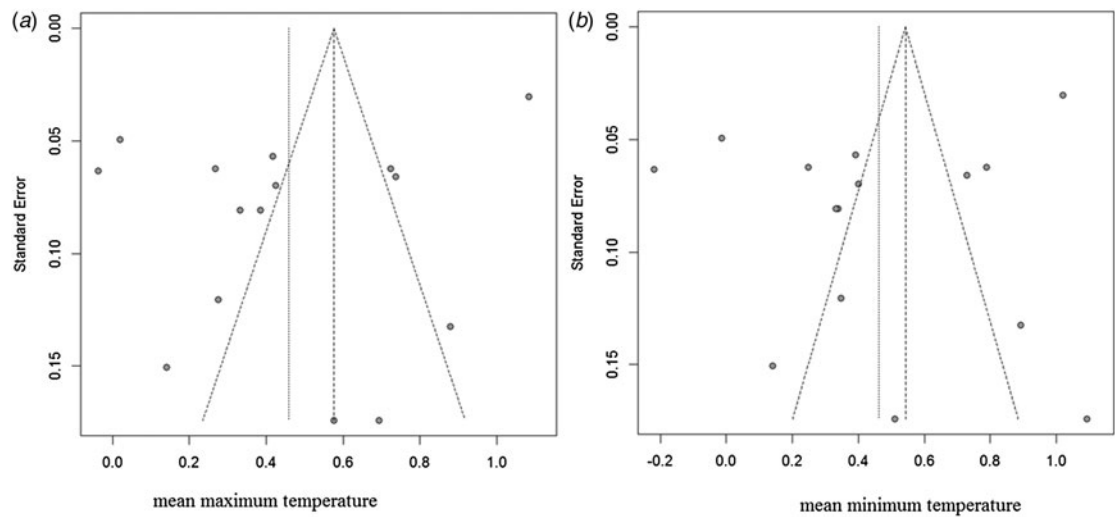 (a)
Standard Error
0.00
0.05
0.10
0.15
0.0 0.2 0.4 0.6 0.8 1.0
mean maximum temperature
(b)
Standard Error
0.00
0.05
0.10
0.15
-0.2 0.0 0.2 0.4 0.6 0.8 1.0
mean minimum temperature